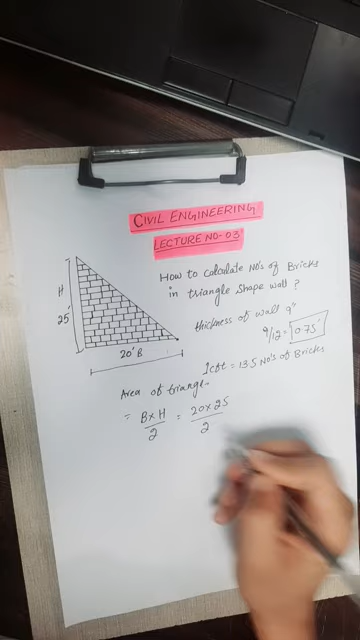 CIVIL ENGINEERING
LECTURE NO-03
How to calculate No's of Bricks
in triangle shape wall ?
thickness of wall 9"
9/12 = 0.75'
1cft = 13.5 No's of Bricks
H
25'
20' B
Area of triangle.
= B×H/2 = 20×25/2